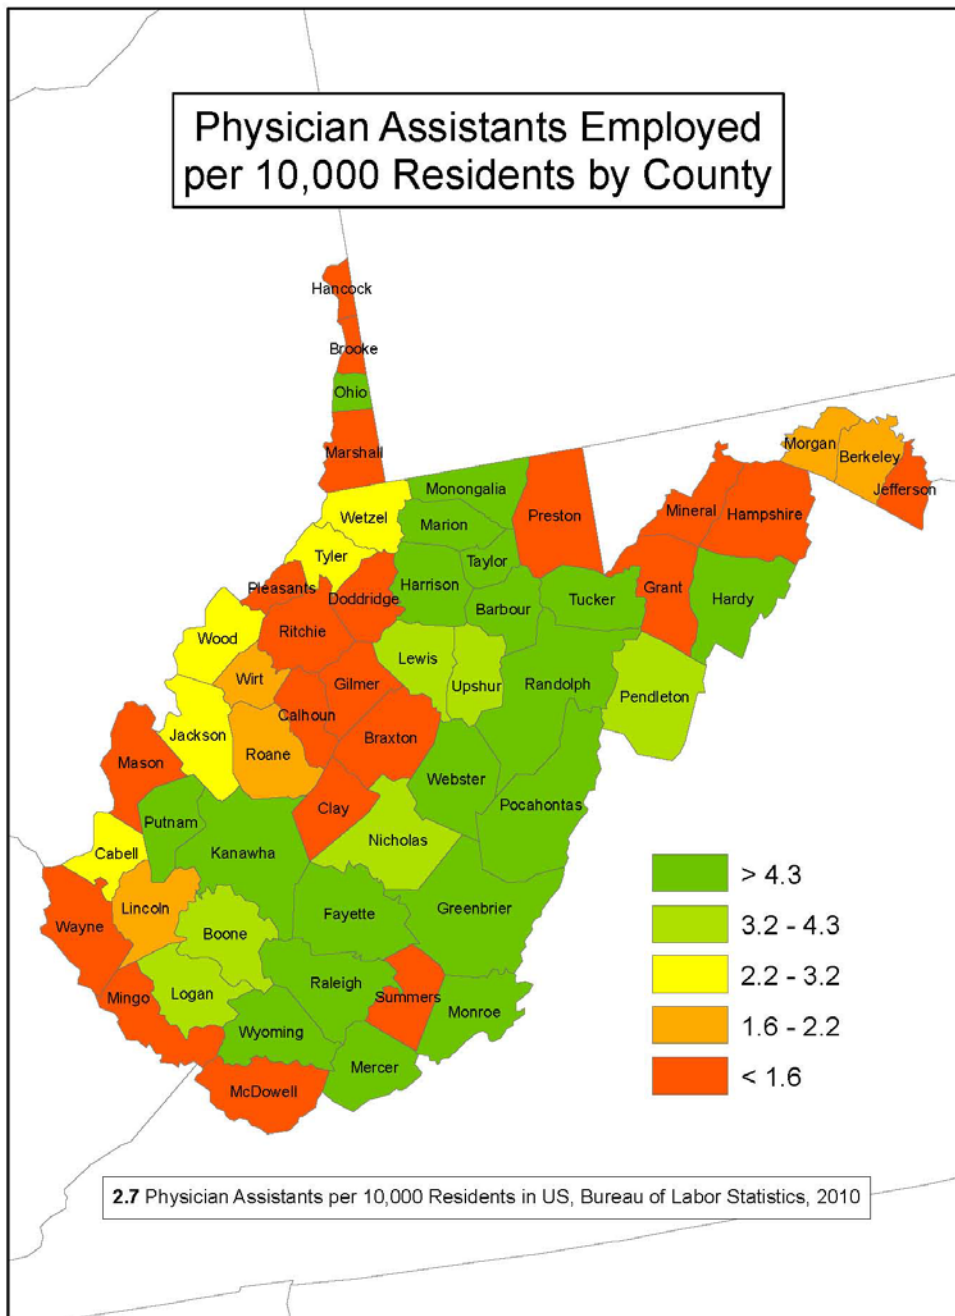 Physician Assistants Employed
per 10,000 Residents by County
Hancock
Brooke
Ohio
Marshall
Morgan
Berkeley
Jefferson
Monongalia
Wetzel
Marion
Preston
Mineral
Hampshire
Tyler
Taylor
Harrison
Pleasants
Doddridge
Barbour
Tucker
Grant
Hardy
Wood
Ritchie
Lewis
Wirt
Gilmer
Upshur
Randolph
Pendleton
Calhoun
Jackson
Braxton
Roane
Mason
Webster
Clay
Pocahontas
Putnam
Nicholas
Cabell
Kanawha
> 4.3
Lincoln
Fayette
Greenbrier
Wayne
Boone
3.2 - 4.3
2.2 - 3.2
Raleigh
Logan
Mingo
Summers
Monroe
1.6 - 2.2
Wyoming
Mercer
< 1.6
McDowell
2.7 Physician Assistants per 10,000 Residents in US, Bureau of Labor Statistics, 2010